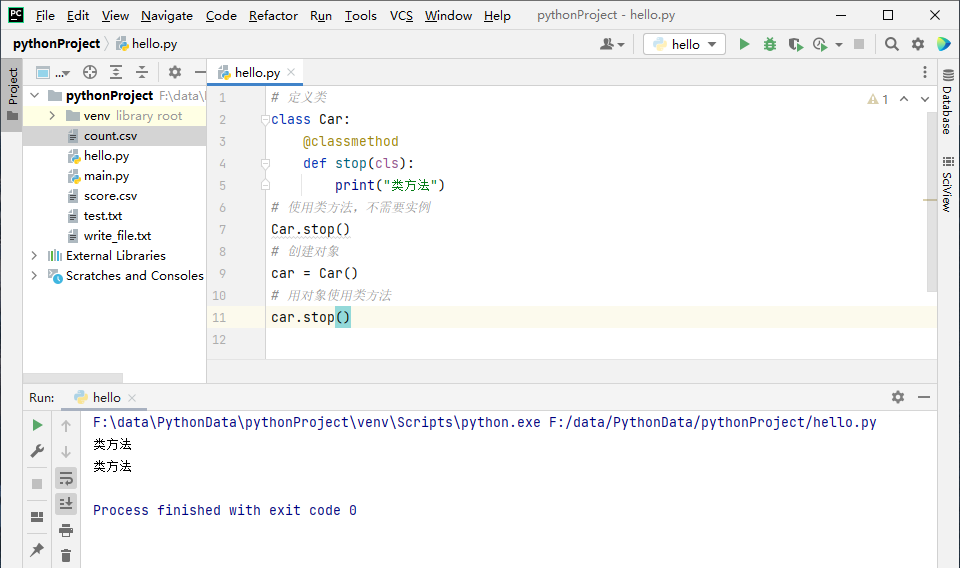 PC File Edit View Navigate Code Refactor Run Tools VCS Window Help pythonProject - hello.py
pythonProject hello.py hello
Project
... hello.py
pythonProject F:\data\
venv library root
count.csv
hello.py
main.py
score.csv
test.txt
write_file.txt
External Libraries
Scratches and Consoles
1 # 定义类
2 class Car:
3 @classmethod
4 def stop(cls):
5 print("类方法")
6 # 使用类方法，不需要实例
7 Car.stop()
8 # 创建对象
9 car = Car()
10 # 用对象使用类方法
11 car.stop()
12
1
Database
SciView
Run: hello
F:\data\PythonData\pythonProject\venv\Scripts\python.exe F:/data/PythonData/pythonProject/hello.py
类方法
类方法
Process finished with exit code 0